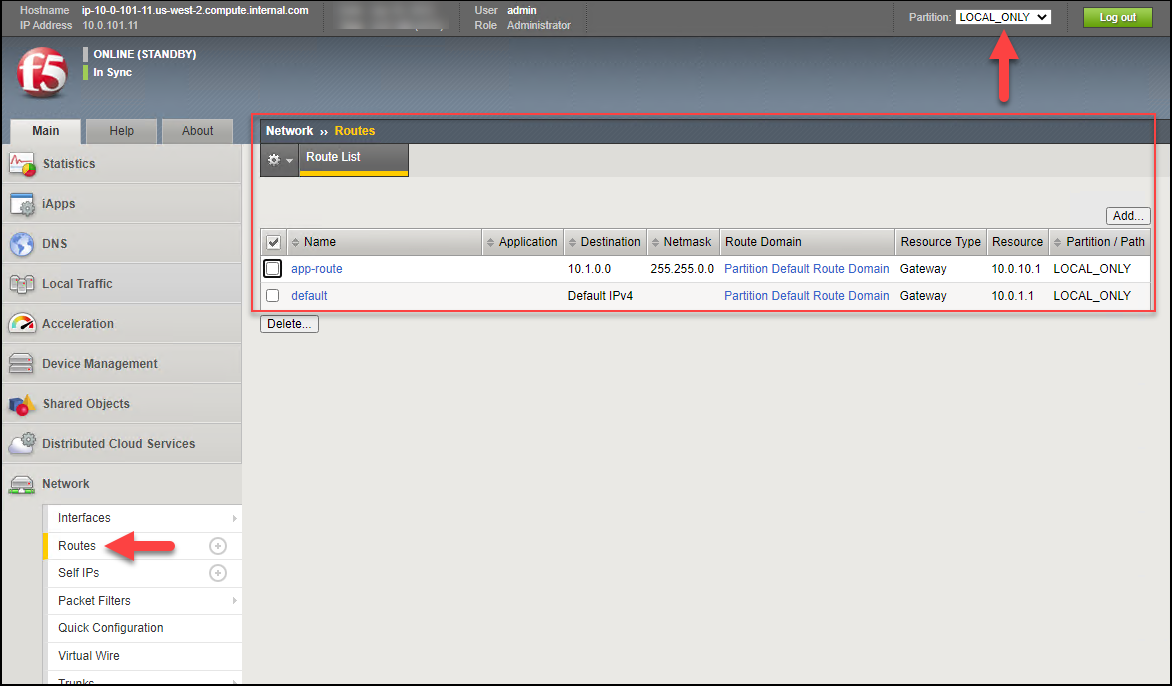 Hostname ip-10-0-101-11.us-west-2.compute.internal.com User admin
IP Address 10.0.101.11 Role Administrator
Partition: LOCAL_ONLY Log out
f5
ONLINE (STANDBY)
In Sync
Main Help About
Network ›› Routes
Route List
Add...
Name Application Destination Netmask Route Domain Resource Type Resource Partition / Path
app-route 10.1.0.0 255.255.0.0 Partition Default Route Domain Gateway 10.0.10.1 LOCAL_ONLY
default Default IPv4 Partition Default Route Domain Gateway 10.0.1.1 LOCAL_ONLY
Delete...
Statistics
iApps
DNS
Local Traffic
Acceleration
Device Management
Shared Objects
Distributed Cloud Services
Network
Interfaces
Routes
Self IPs
Packet Filters
Quick Configuration
Virtual Wire
Trunks